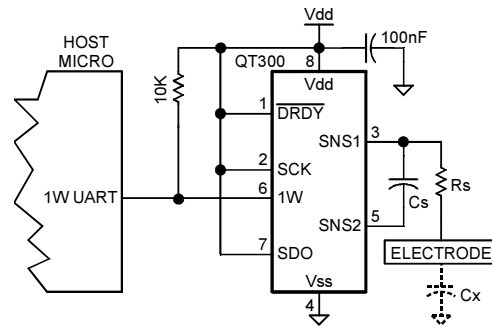 Vdd
HOST
MICRO
QT300
8
100nF
Vdd
10K
1
DRDY
SNS1
3
2
SCK
Rs
1W UART
6
1W
Cs
SNS2
5
7
SDO
ELECTRODE
Vss
4
Cx